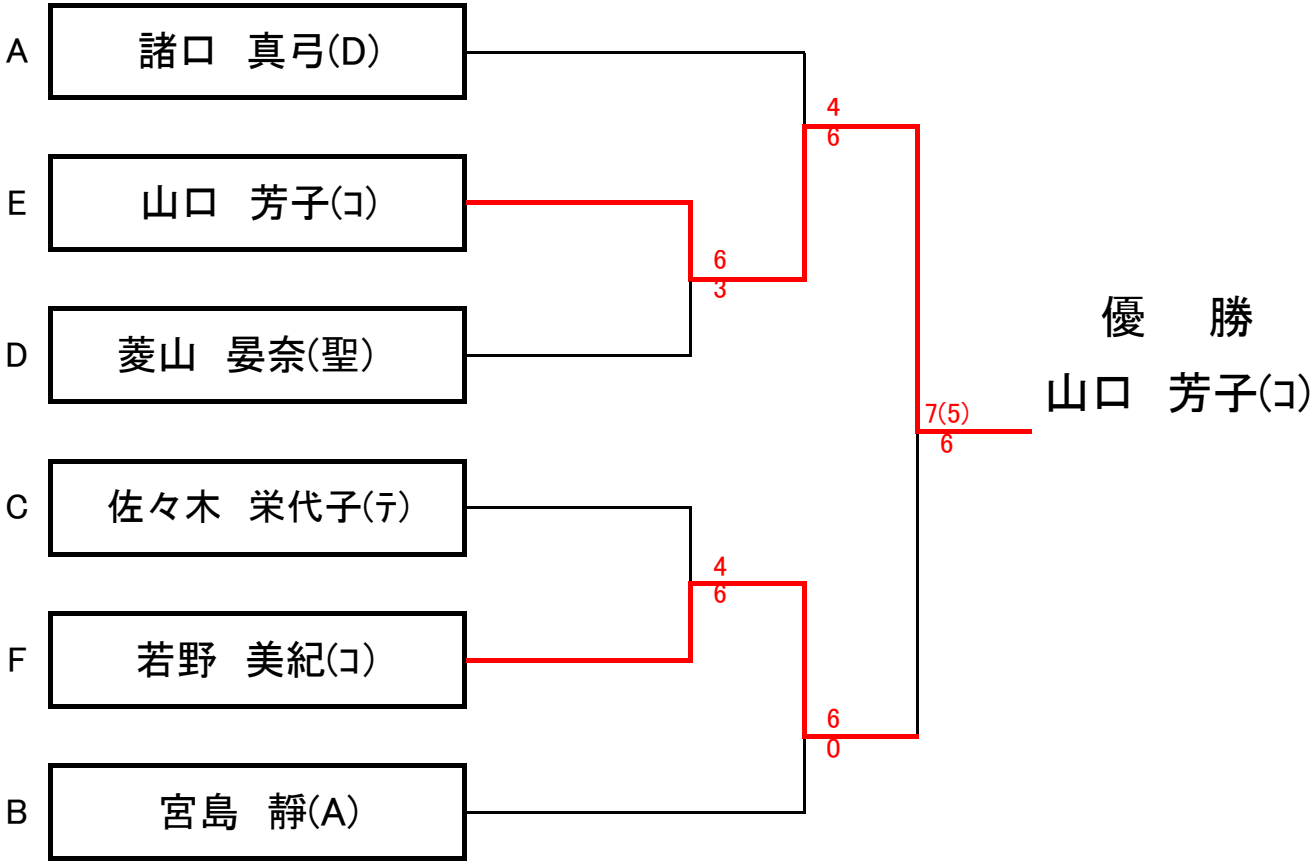 A
諸口　真弓(D)
4
6
E
山口　芳子(ｺ)
6
3
D
菱山　晏奈(聖)
優　勝
山口　芳子(ｺ)
7(5)
6
C
佐々木　栄代子(ﾃ)
4
6
F
若野　美紀(ｺ)
6
0
B
宮島　靜(A)